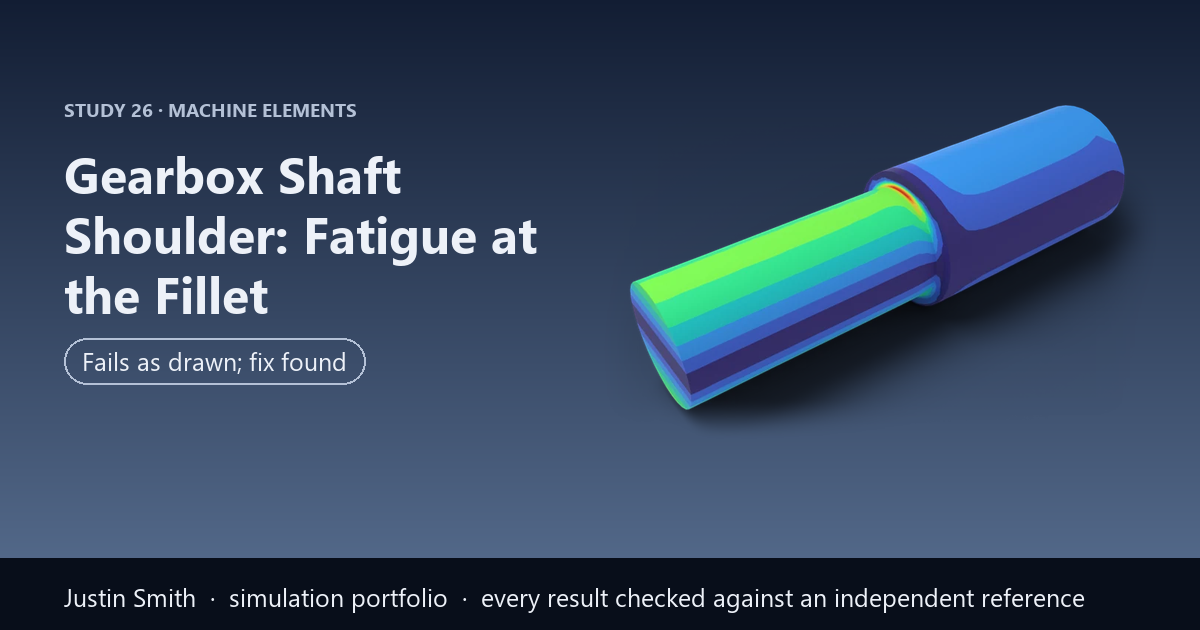 STUDY 26 · MACHINE ELEMENTS
Gearbox Shaft
Shoulder: Fatigue at
the Fillet
Fails as drawn; fix found
Justin Smith · simulation portfolio · every result checked against an independent reference